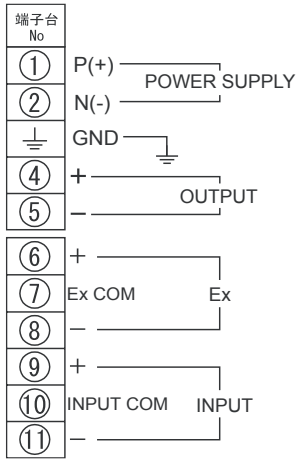 端子台
No
① P(+)
POWER SUPPLY
② N(-)
GND
④ +
OUTPUT
⑤ −
⑥ +
⑦ Ex COM Ex
⑧ −
⑨ +
⑩ INPUT COM INPUT
⑪ −